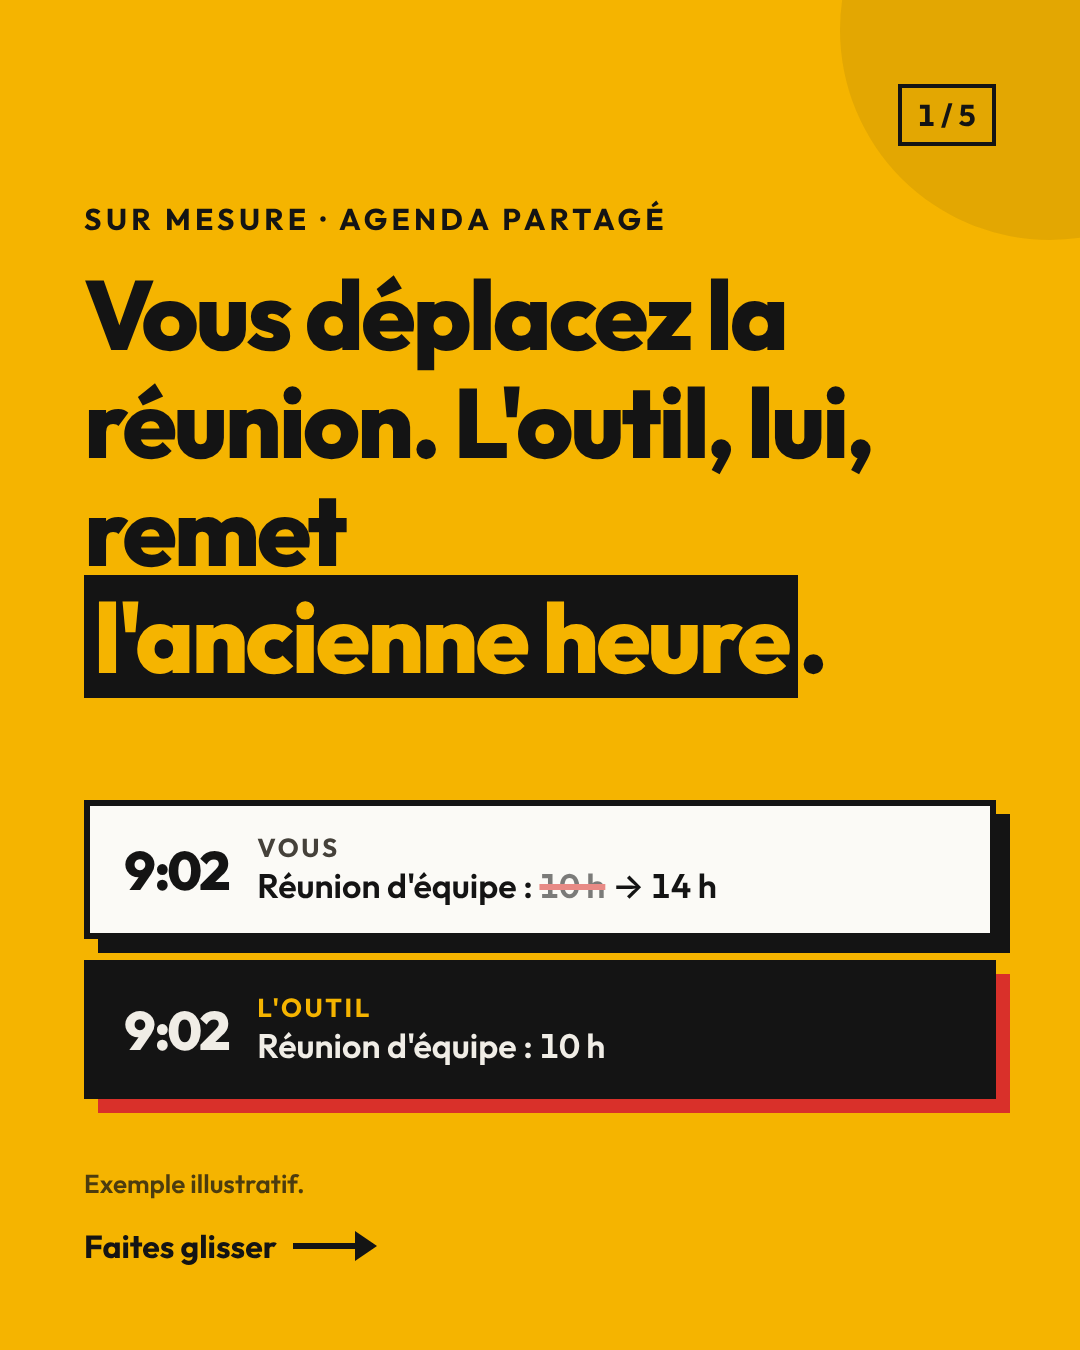 1 / 5
SUR MESURE · AGENDA PARTAGÉ
Vous déplacez la
réunion. L'outil, lui,
remet
l'ancienne heure.
9:02
VOUS
Réunion d'équipe : 10 h → 14 h
9:02
L'OUTIL
Réunion d'équipe : 10 h
Exemple illustratif.
Faites glisser